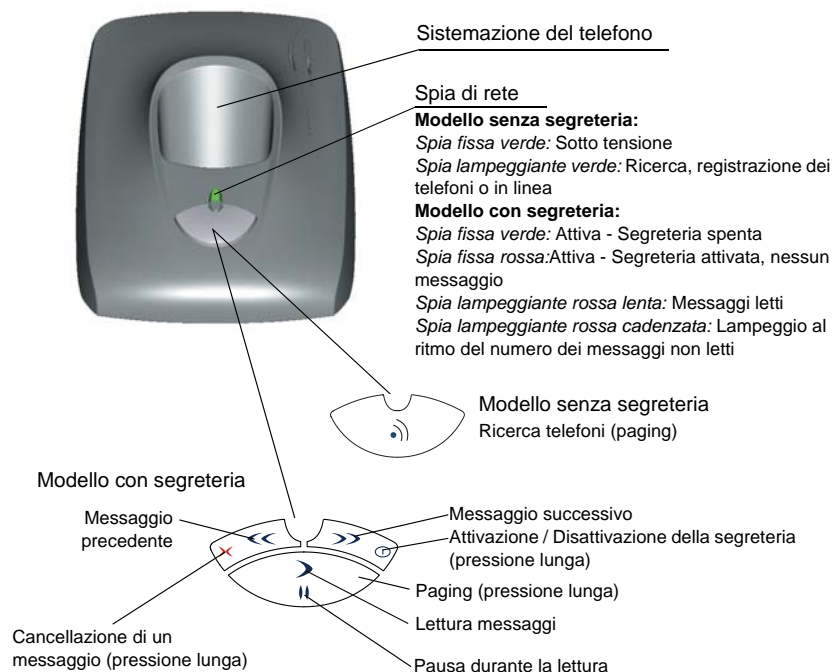 Sistemazione del telefono
Spia di rete
Modello senza segreteria:
Spia fissa verde: Sotto tensione
Spia lampeggiante verde: Ricerca, registrazione dei
telefoni o in linea
Modello con segreteria:
Spia fissa verde: Attiva - Segreteria spenta
Spia fissa rossa:Attiva - Segreteria attivata, nessun
messaggio
Spia lampeggiante rossa lenta: Messaggi letti
Spia lampeggiante rossa cadenzata: Lampeggio al
ritmo del numero dei messaggi non letti
Modello senza segreteria
Ricerca telefoni (paging)
Modello con segreteria
Messaggio
precedente
Messaggio successivo
Attivazione / Disattivazione della segreteria
(pressione lunga)
Paging (pressione lunga)
Lettura messaggi
Cancellazione di un
messaggio (pressione lunga)
Pausa durante la lettura